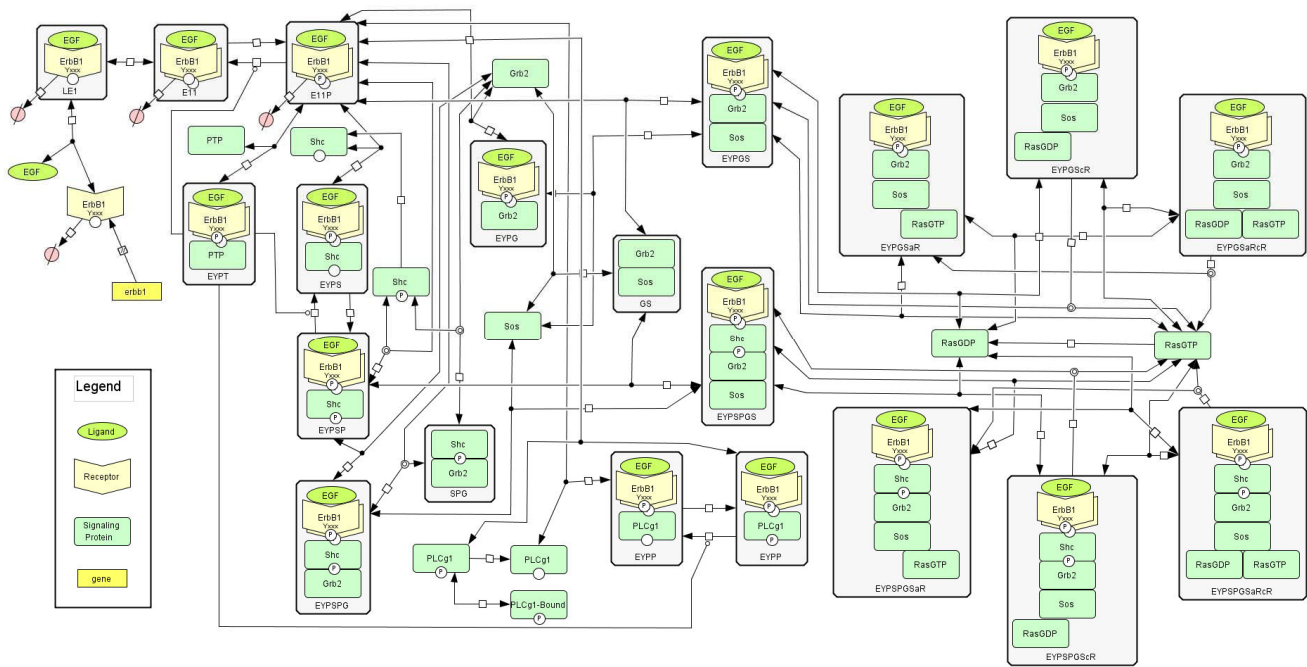 EGF
ErbB1
Yxxx
LE1
EGF
ErbB1
Yxxx
E11
EGF
ErbB1
Yxxx
P
E11P
EGF
ErbB1
Yxxx
erbb1
PTP
Shc
EGF
ErbB1
Yxxx
P
PTP
EYPT
EGF
ErbB1
Yxxx
P
Shc
EYPS
Shc
P
EGF
ErbB1
Yxxx
P
Shc
P
EYPSP
EGF
ErbB1
Yxxx
P
Shc
P
Grb2
EYPSPG
Grb2
EGF
ErbB1
Yxxx
P
Grb2
EYPG
Sos
Shc
P
Grb2
SPG
PLCg1
P
PLCg1
PLCg1-Bound
P
Grb2
Sos
GS
EGF
ErbB1
Yxxx
P
PLCg1
EYPP
EGF
ErbB1
Yxxx
P
PLCg1
P
EYPP
EGF
ErbB1
Yxxx
P
Grb2
Sos
EYPGS
EGF
ErbB1
Yxxx
P
Shc
P
Grb2
Sos
EYPSPGS
EGF
ErbB1
Yxxx
P
Grb2
Sos
RasGTP
EYPGSaR
EGF
ErbB1
Yxxx
P
Grb2
Sos
RasGDP
EYPGScR
EGF
ErbB1
Yxxx
P
Grb2
Sos
RasGDP
RasGTP
EYPGSaRcR
RasGDP
RasGTP
EGF
ErbB1
Yxxx
P
Shc
P
Grb2
Sos
RasGTP
EYPSPGSaR
EGF
ErbB1
Yxxx
P
Shc
P
Grb2
Sos
RasGDP
EYPSPGScR
EGF
ErbB1
Yxxx
P
Shc
P
Grb2
Sos
RasGDP
RasGTP
EYPSPGSaRcR
Legend
Ligand
Receptor
Signaling
Protein
gene